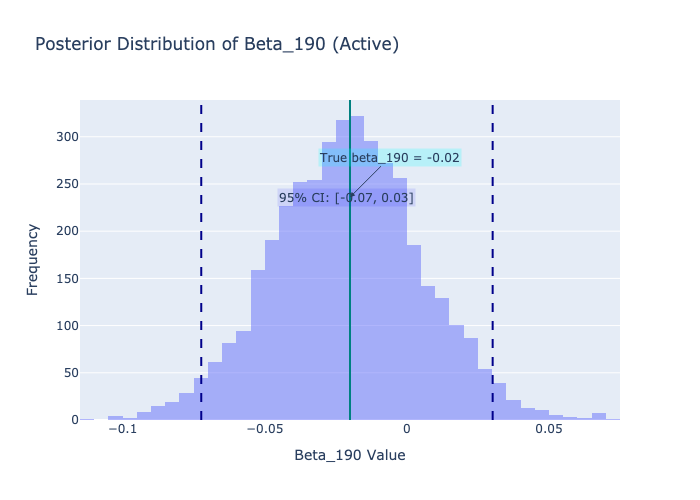 Posterior Distribution of Beta_190 (Active)
300
True beta_190 = -0.02
250
95% CI: [-0.07, 0.03]
200
Frequency
150
100
50
0
−0.1
−0.05
0
0.05
Beta_190 Value